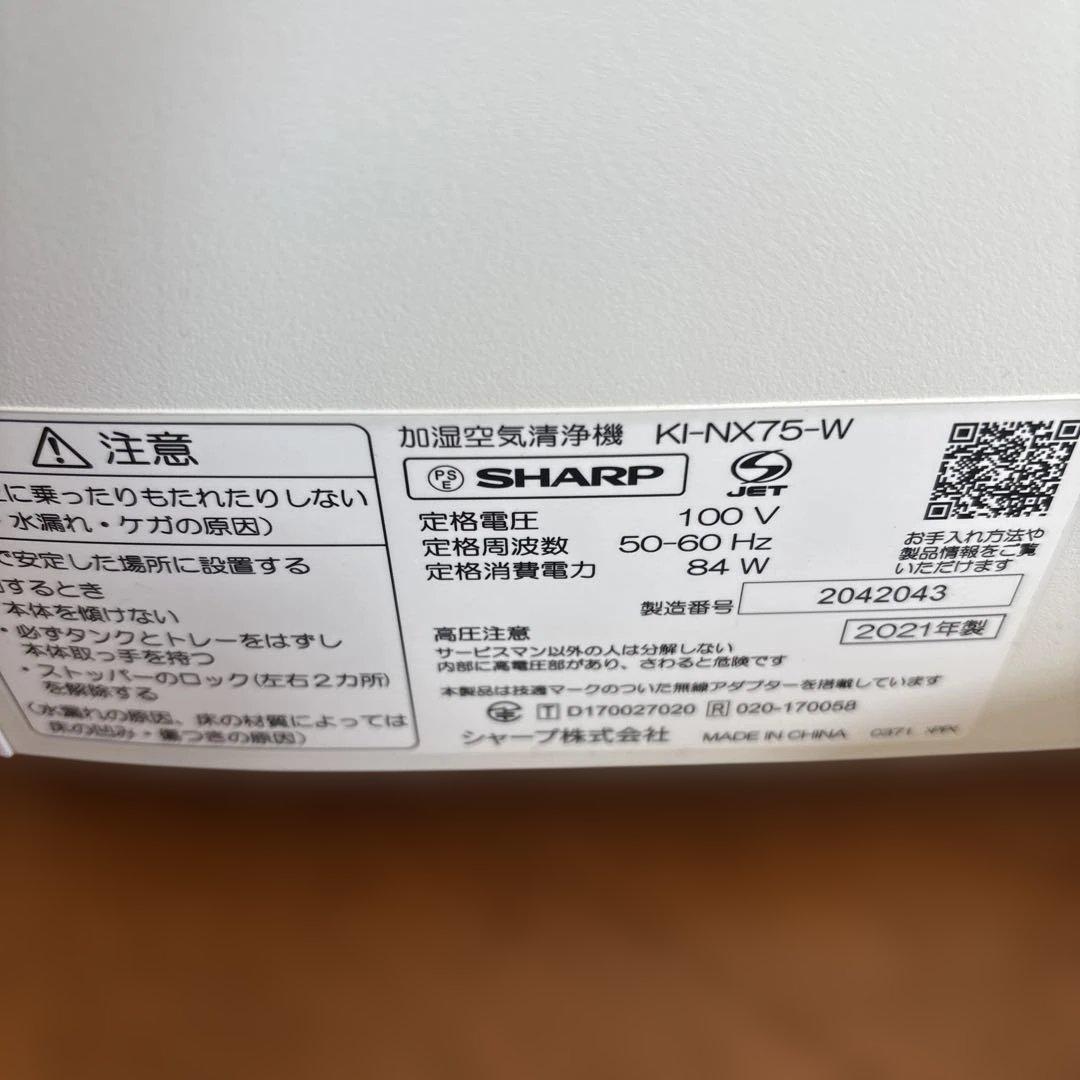 注意
に乗ったりもたれたりしない
水漏れ・ケガの原因)
で安定した場所に設置する
するとき
本体を傾けない
・必ずタンクとトレーをはずし
本体取っ手を持つ
・ストッパーのロック(左右2カ所)
を解除する
(水漏れの原因、床の材質によっては
床の凹み・傷つきの原因)
加湿空気清浄機 KI-NX75-W
PSE SHARP JET
定格電圧 100 V
定格周波数 50-60 Hz
定格消費電力 84 W
製造番号 2042043
2021年製
お手入れ方法や
製品情報をご覧
いただけます
高圧注意
サービスマン以外の人は分解しない
内部に高電圧部があり、さわると危険です
本製品は技適マークのついた無線アダプターを搭載しています
T D170027020 R 020-170058
シャープ株式会社 MADE IN CHINA 0371